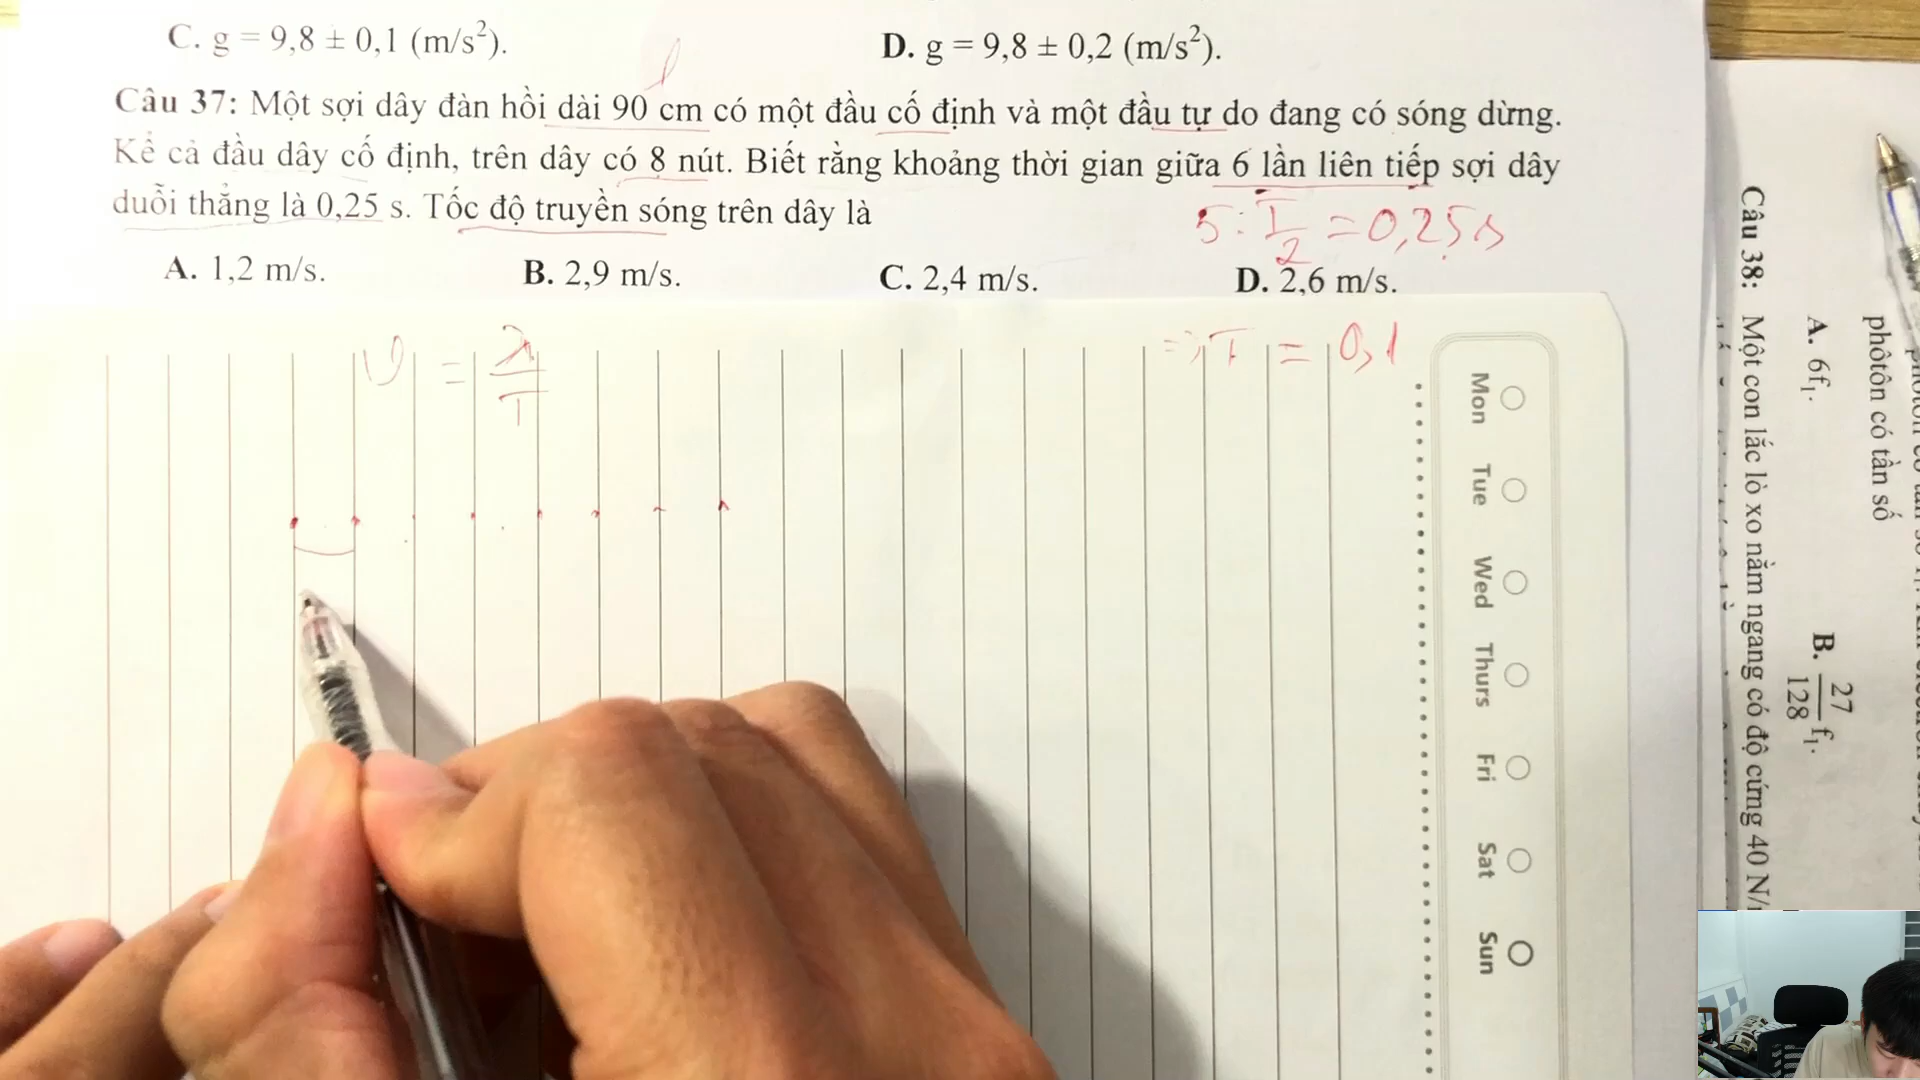 C. g = 9,8 ± 0,1 (m/s²).
D. g = 9,8 ± 0,2 (m/s²).
l
Câu 37: Một sợi dây đàn hồi dài 90 cm có một đầu cố định và một đầu tự do đang có sóng dừng.
Kể cả đầu dây cố định, trên dây có 8 nút. Biết rằng khoảng thời gian giữa 6 lần liên tiếp sợi dây
duỗi thẳng là 0,25 s. Tốc độ truyền sóng trên dây là
5 · T/2 = 0,25 s
A. 1,2 m/s.
B. 2,9 m/s.
C. 2,4 m/s.
D. 2,6 m/s.
v = λ/T
=> T = 0,1
Mon
Tue
Wed
Thurs
Fri
Sat
Sun
phôtôn có tần số
A. 6f₁.
B. 27/128 f₁.
Câu 38: Một con lắc lò xo nằm ngang có độ cứng 40 N/